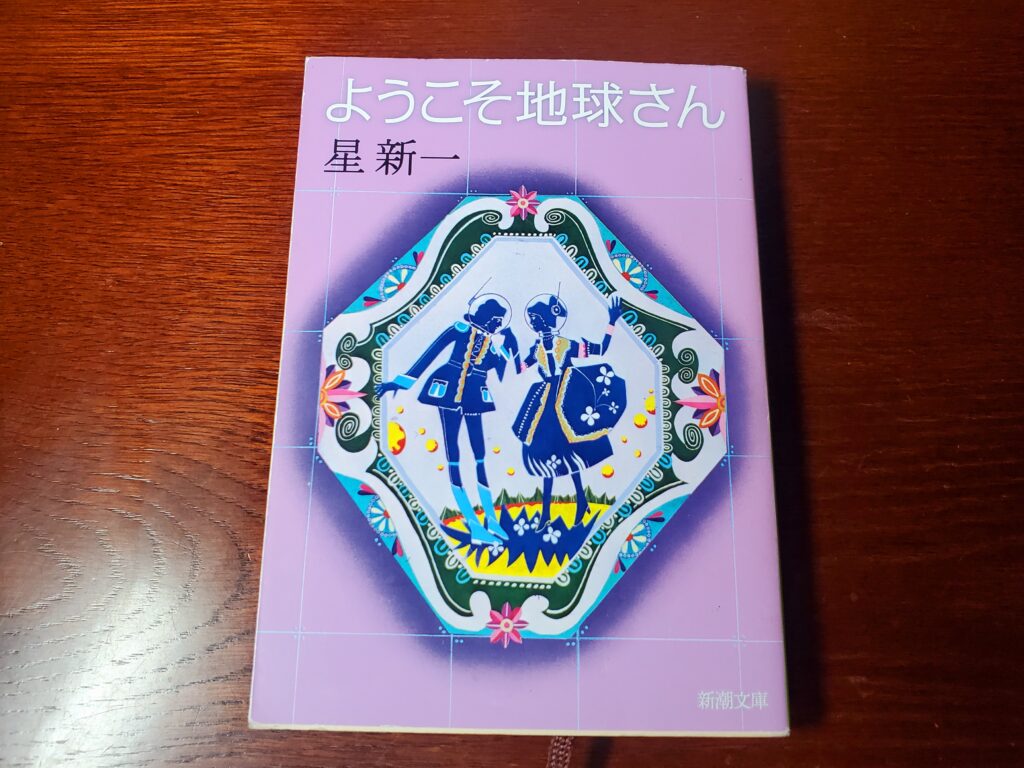 ようこそ地球さん
星 新一
新潮文庫